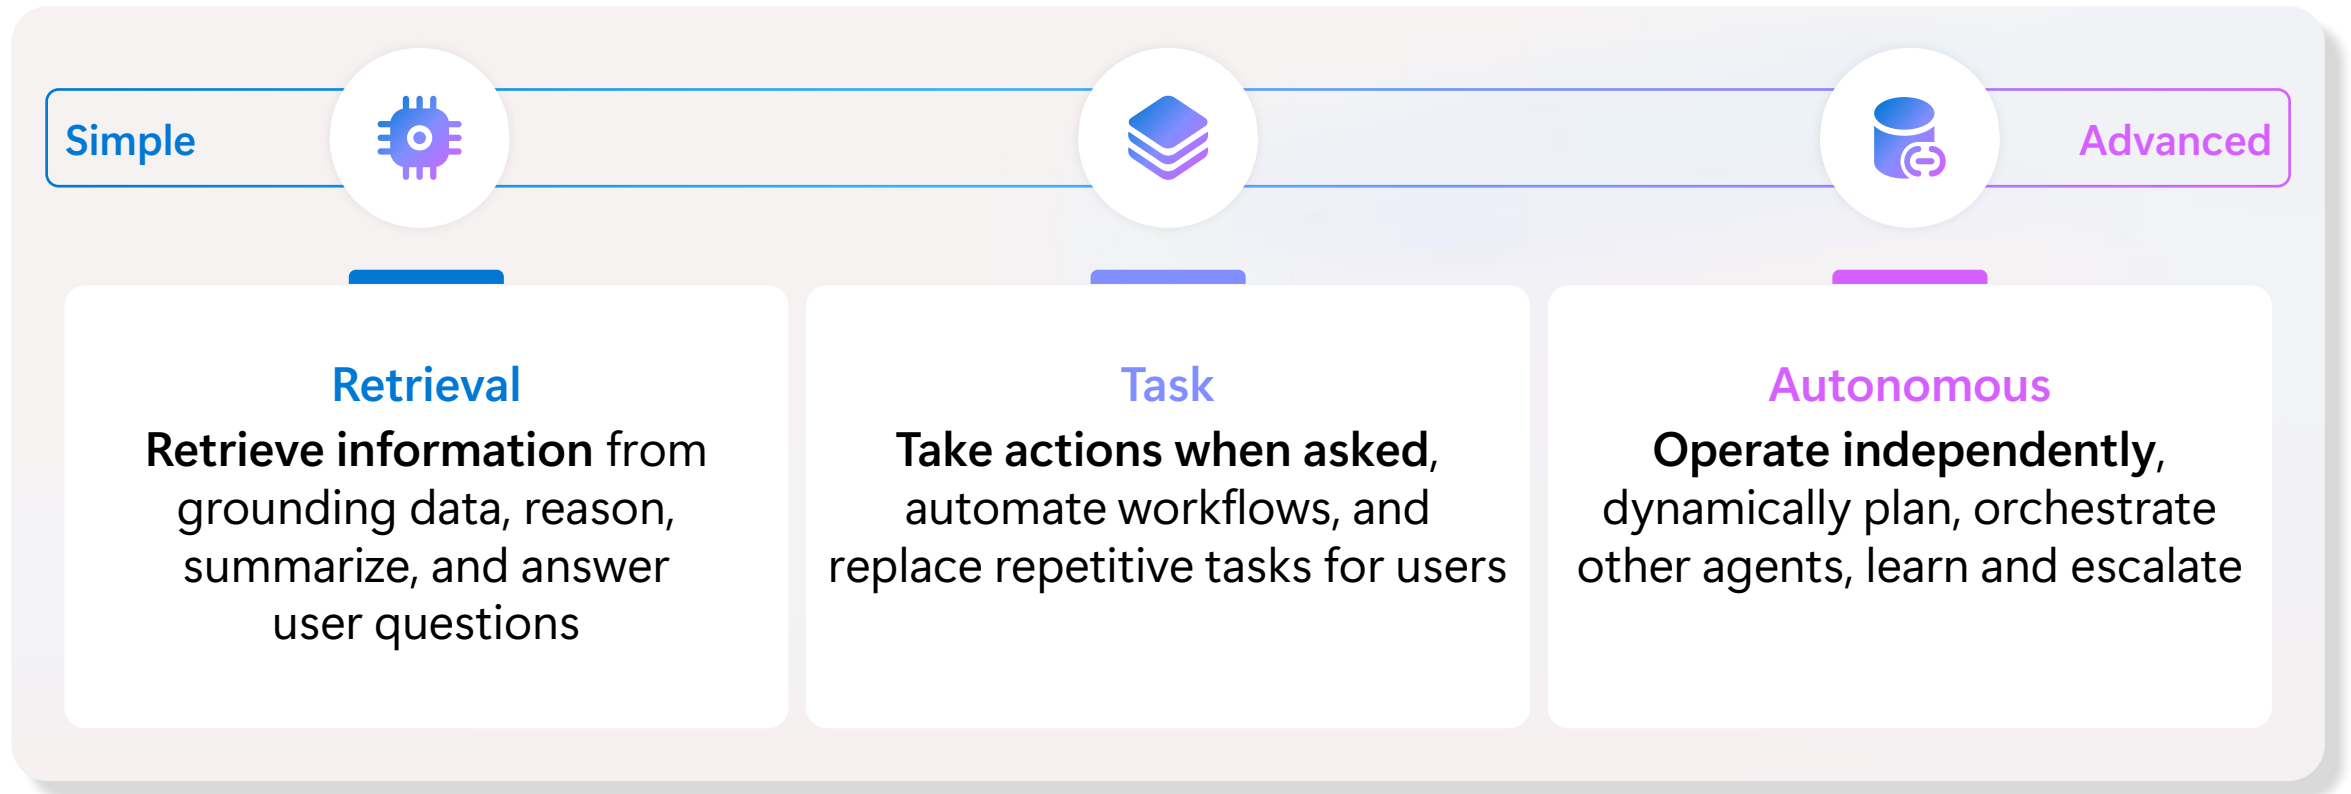 Simple
Advanced
Retrieval
Retrieve information from
grounding data, reason,
summarize, and answer
user questions
Task
Take actions when asked,
automate workflows, and
replace repetitive tasks for users
Autonomous
Operate independently,
dynamically plan, orchestrate
other agents, learn and escalate